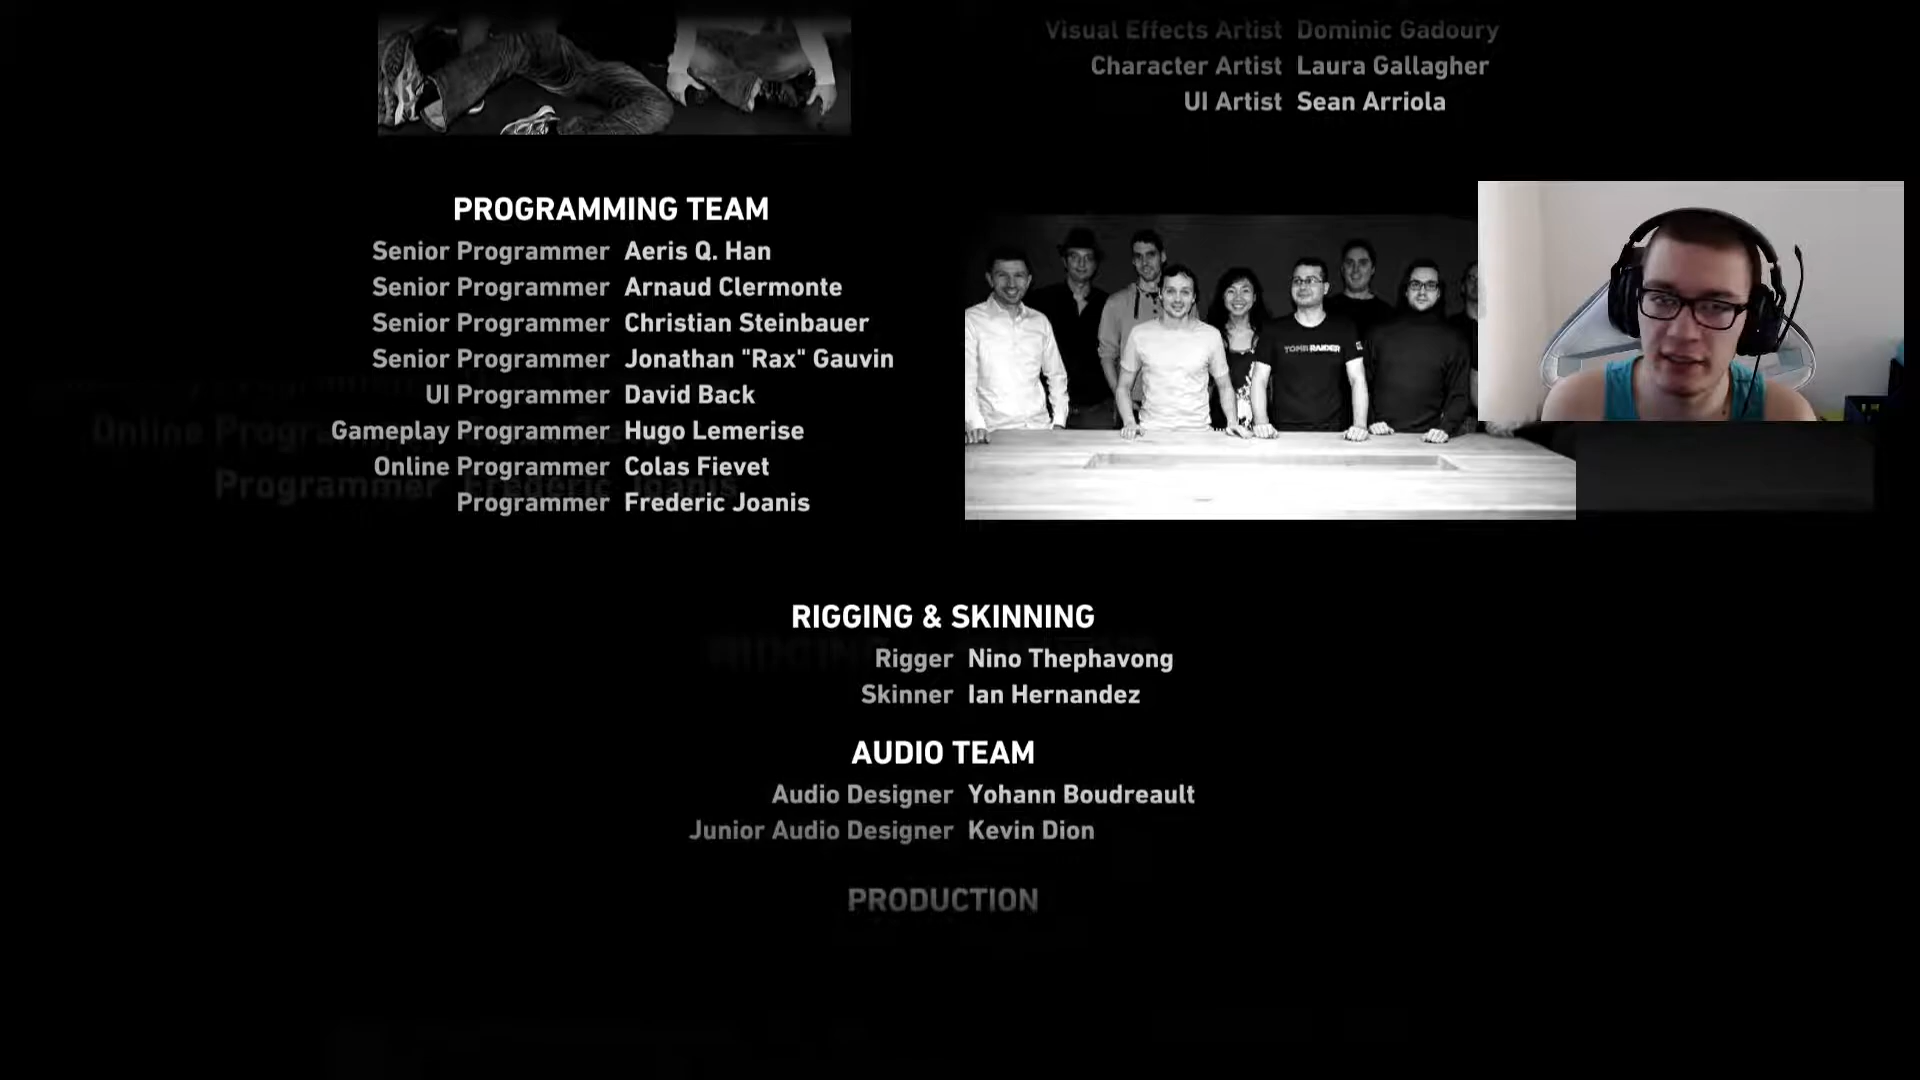 Visual Effects Artist Dominic Gadoury
Character Artist Laura Gallagher
UI Artist Sean Arriola
PROGRAMMING TEAM
Senior Programmer Aeris Q. Han
Senior Programmer Arnaud Clermonte
Senior Programmer Christian Steinbauer
Senior Programmer Jonathan "Rax" Gauvin
UI Programmer David Back
Gameplay Programmer Hugo Lemerise
Online Programmer Colas Fievet
Programmer Frederic Joanis
TOMB RAIDER
RIGGING & SKINNING
Rigger Nino Thephavong
Skinner Ian Hernandez
AUDIO TEAM
Audio Designer Yohann Boudreault
Junior Audio Designer Kevin Dion
PRODUCTION